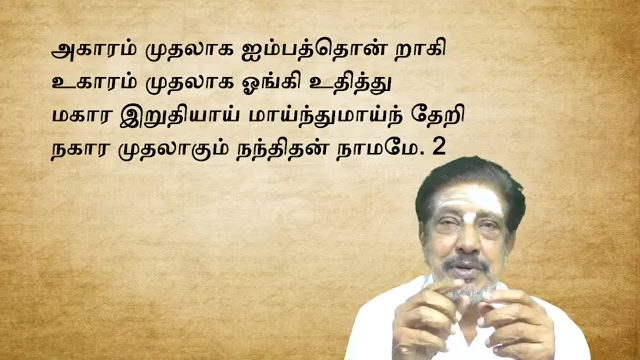 அகாரம் முதலாக ஐம்பத்தொன் றாகி
உகாரம் முதலாக ஓங்கி உதித்து
மகார இறுதியாய் மாய்ந்துமாய்ந் தேறி
நகார முதலாகும் நந்திதன் நாமமே. 2